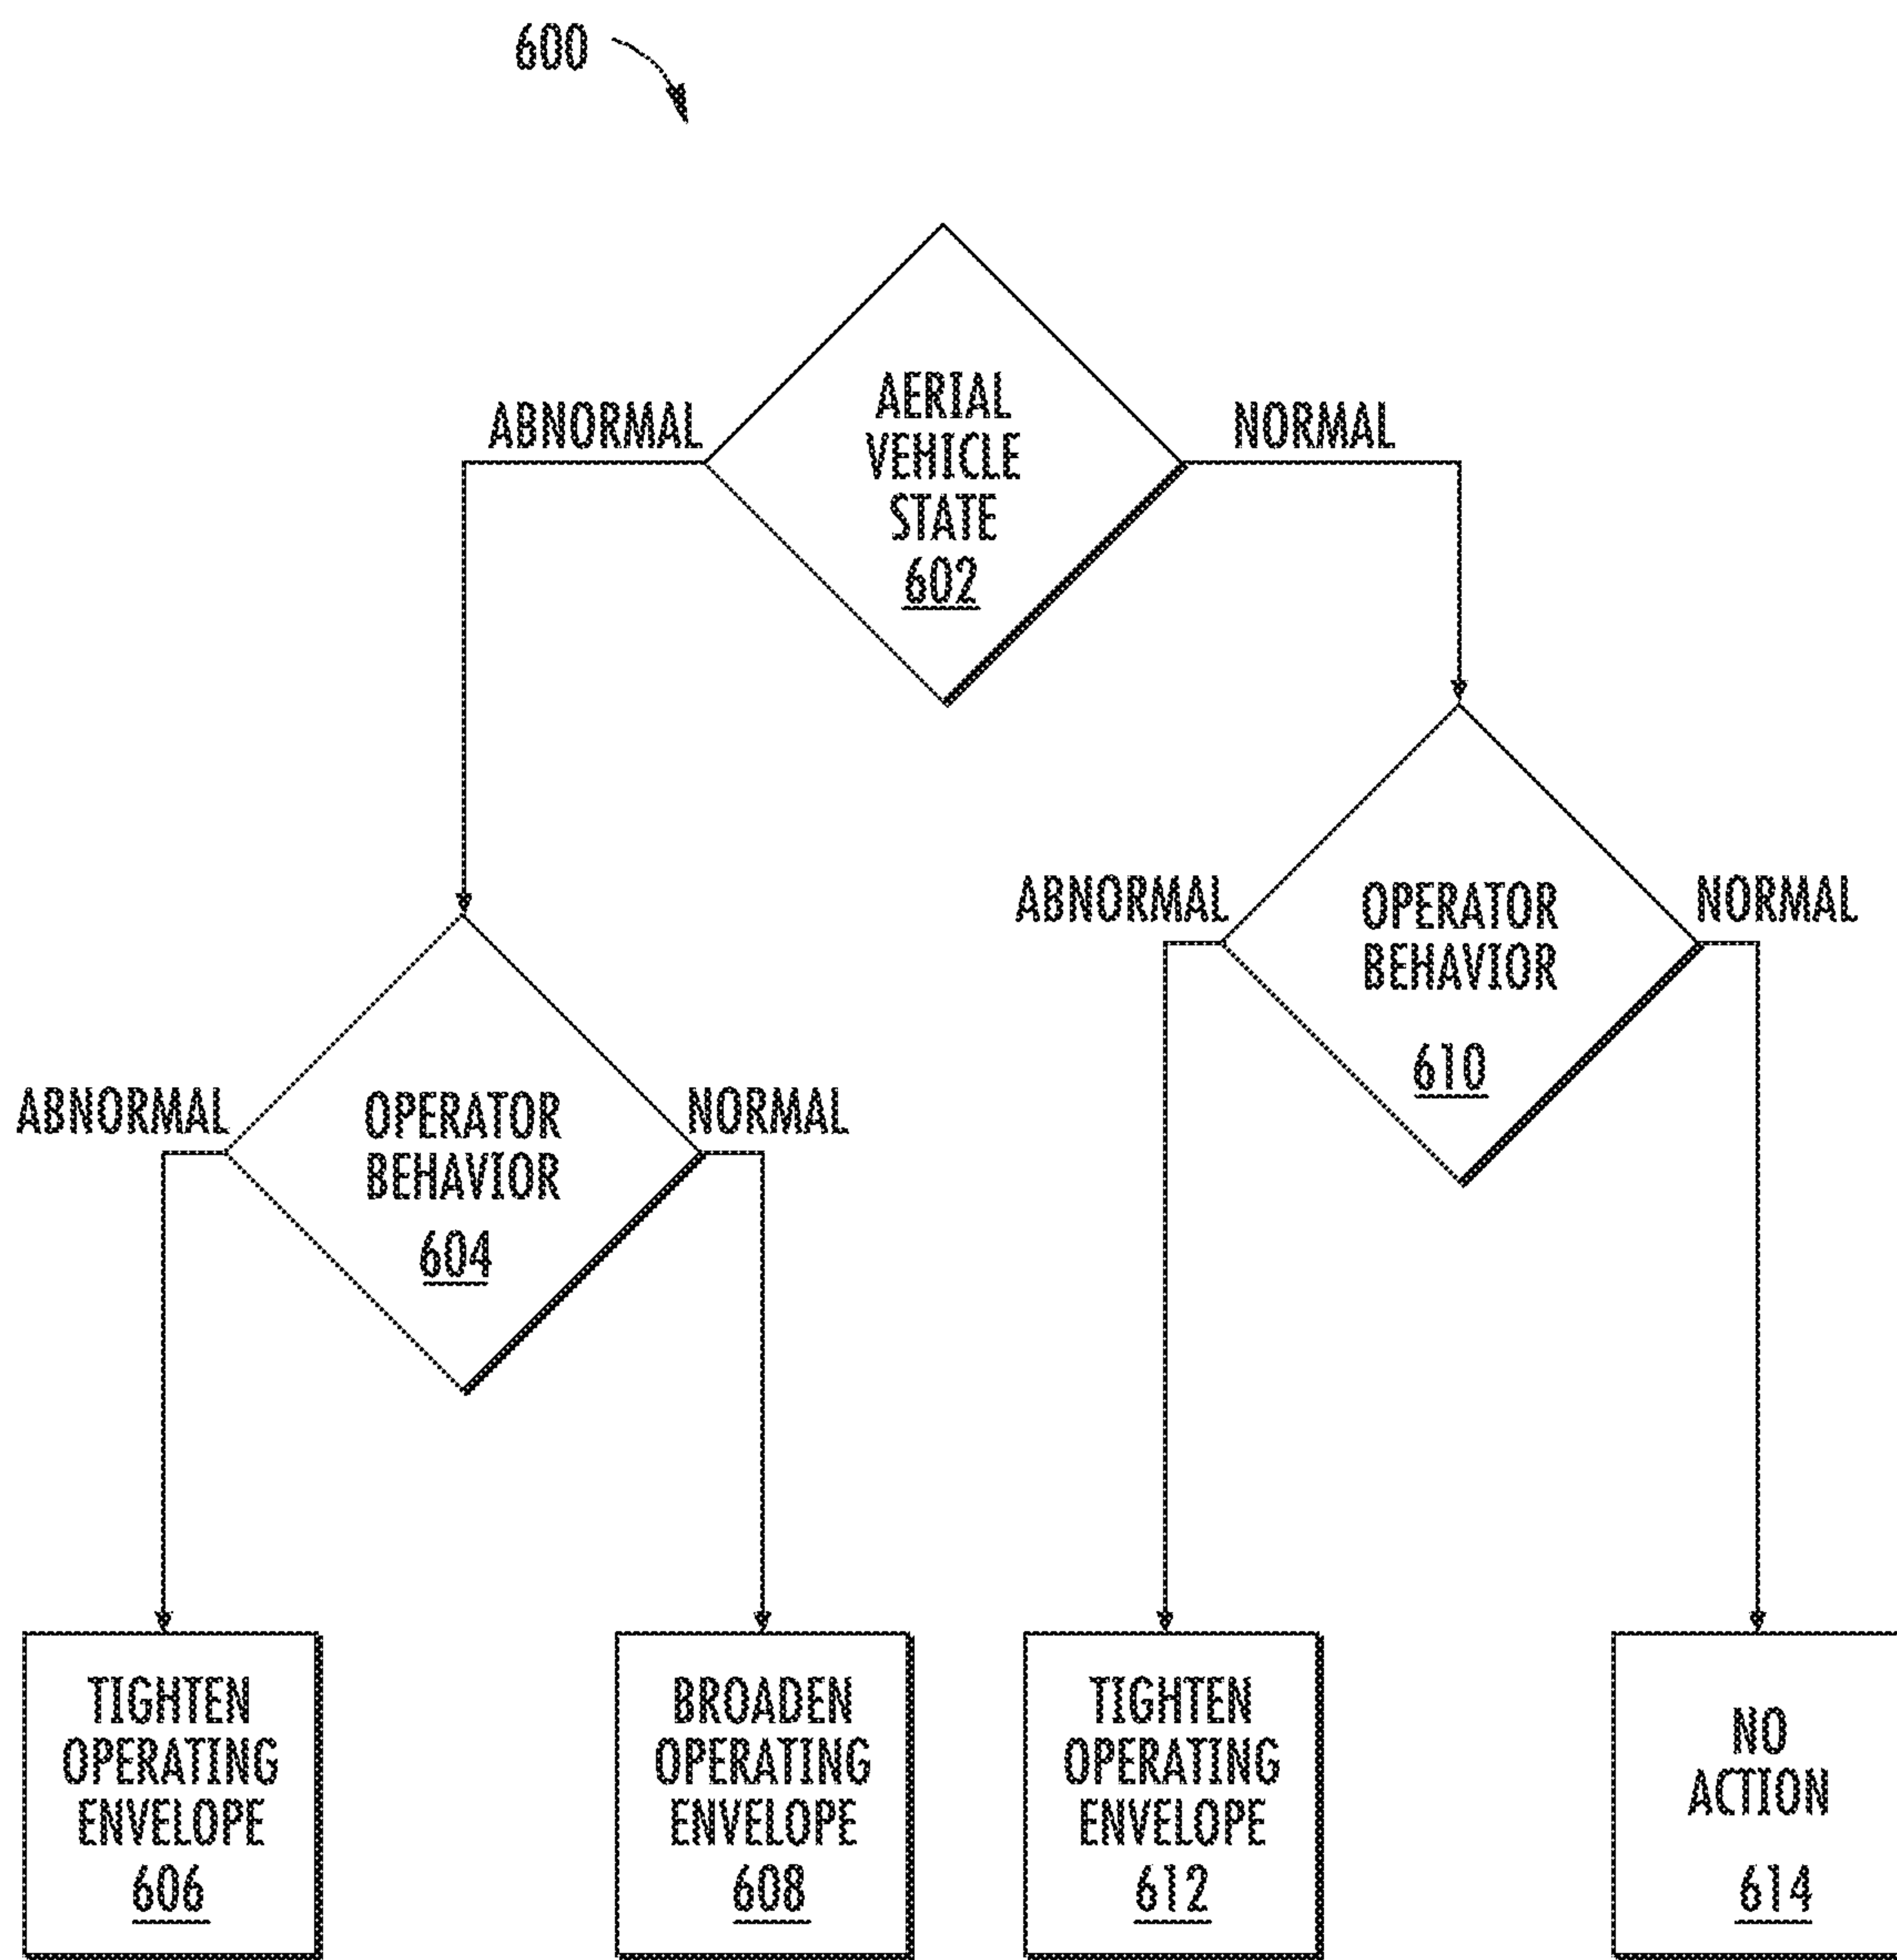 600
AERIAL
VEHICLE
STATE
602
ABNORMAL
NORMAL
OPERATOR
BEHAVIOR
610
ABNORMAL
NORMAL
OPERATOR
BEHAVIOR
604
ABNORMAL
NORMAL
TIGHTEN
OPERATING
ENVELOPE
606
BROADEN
OPERATING
ENVELOPE
608
TIGHTEN
OPERATING
ENVELOPE
612
NO
ACTION
614